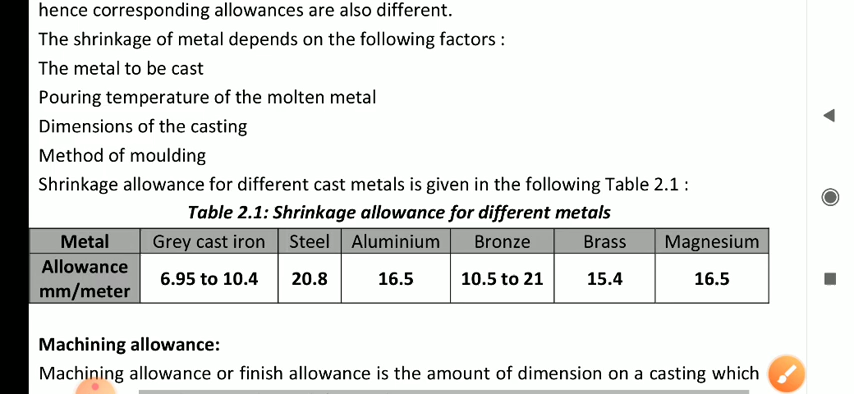 hence corresponding allowances are also different.
The shrinkage of metal depends on the following factors :
The metal to be cast
Pouring temperature of the molten metal
Dimensions of the casting
Method of moulding
Shrinkage allowance for different cast metals is given in the following Table 2.1 :
Table 2.1: Shrinkage allowance for different metals
Metal Grey cast iron Steel Aluminium Bronze Brass Magnesium
Allowance mm/meter 6.95 to 10.4 20.8 16.5 10.5 to 21 15.4 16.5
Machining allowance:
Machining allowance or finish allowance is the amount of dimension on a casting which